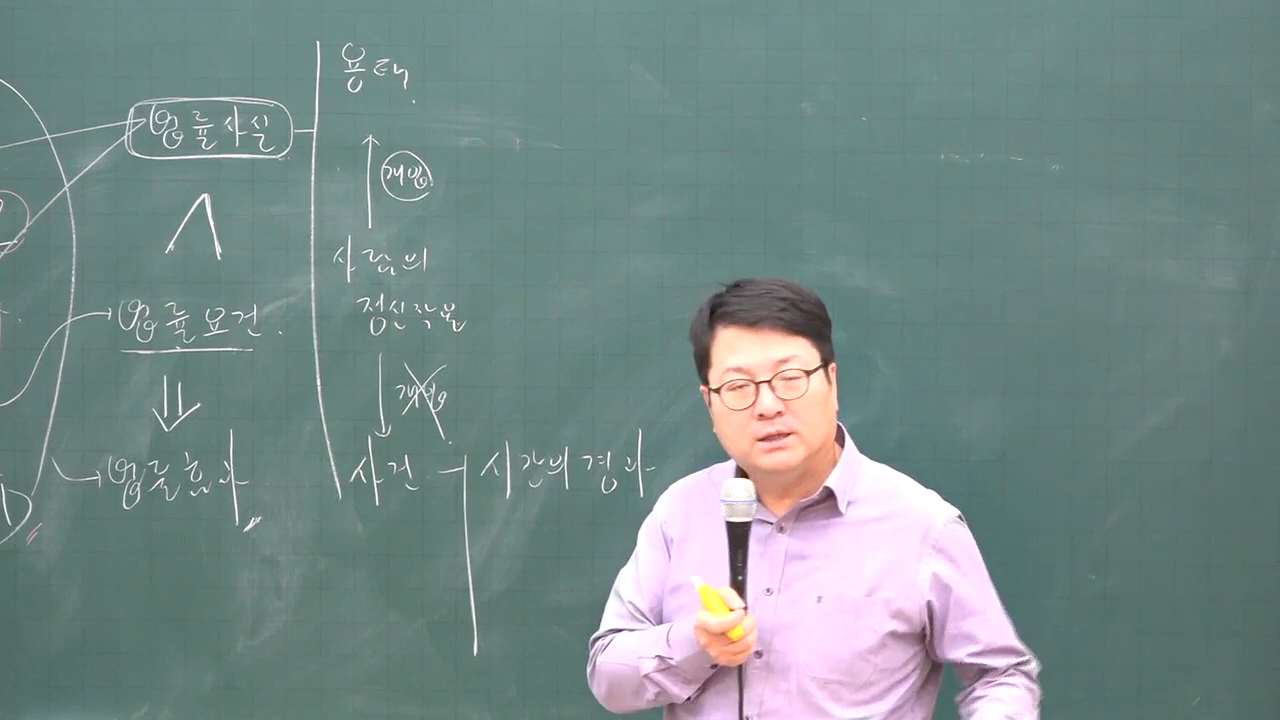 법률사실
∧
법률요건.
⇓
법률효과
용태.
개입
사람의
정신작용
개입
사건
시간의 경과